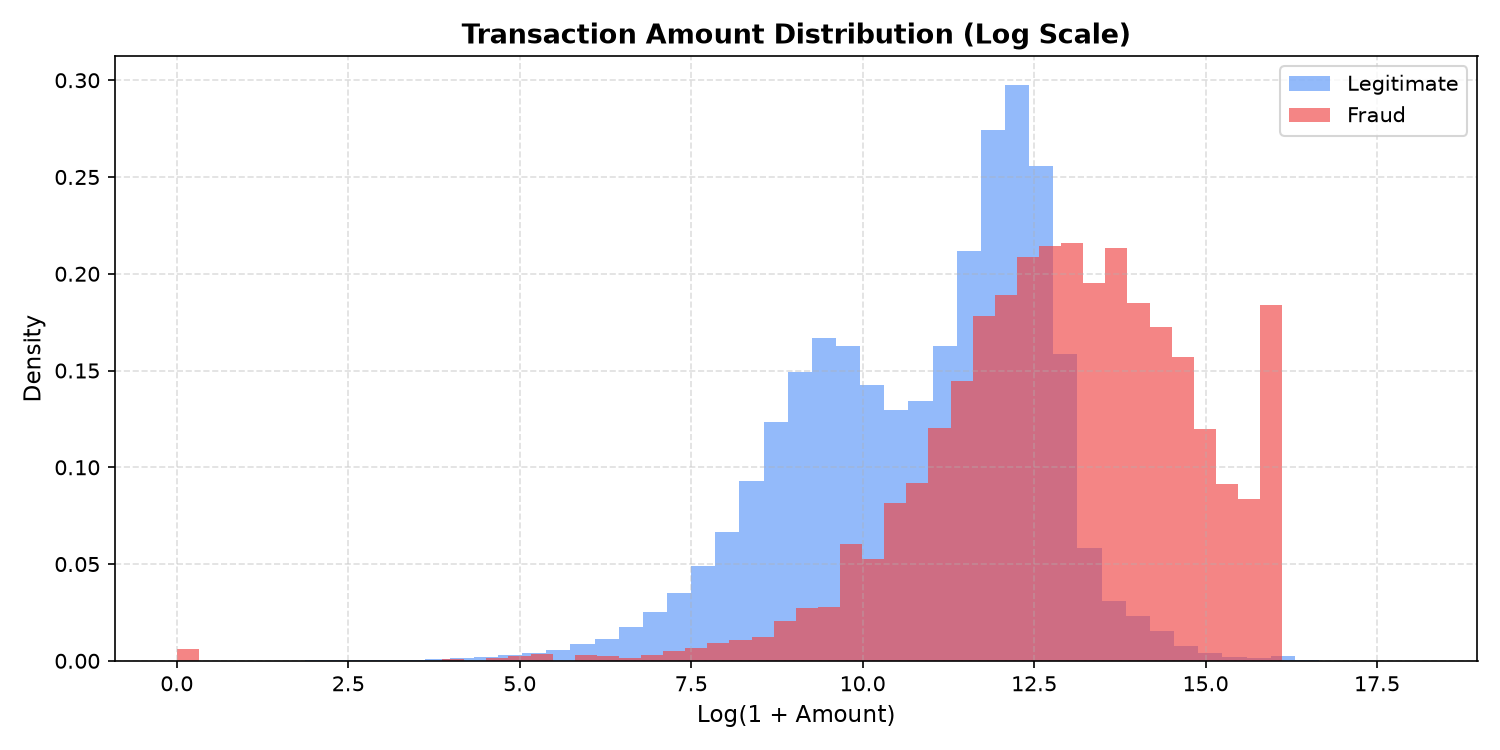 Transaction Amount Distribution (Log Scale)
Legitimate
Fraud
Density
0.30
0.25
0.20
0.15
0.10
0.05
0.00
0.0 2.5 5.0 7.5 10.0 12.5 15.0 17.5
Log(1 + Amount)